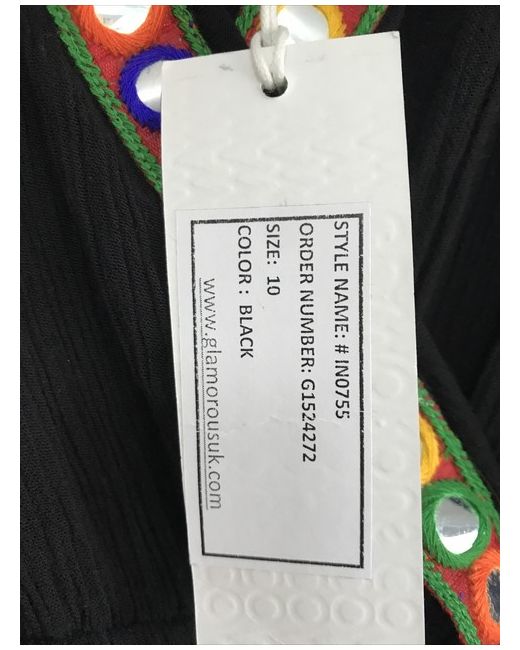 STYLE NAME: # IN0755
ORDER NUMBER: G1524272
SIZE: 10
COLOR : BLACK
www.glamorousuk.com